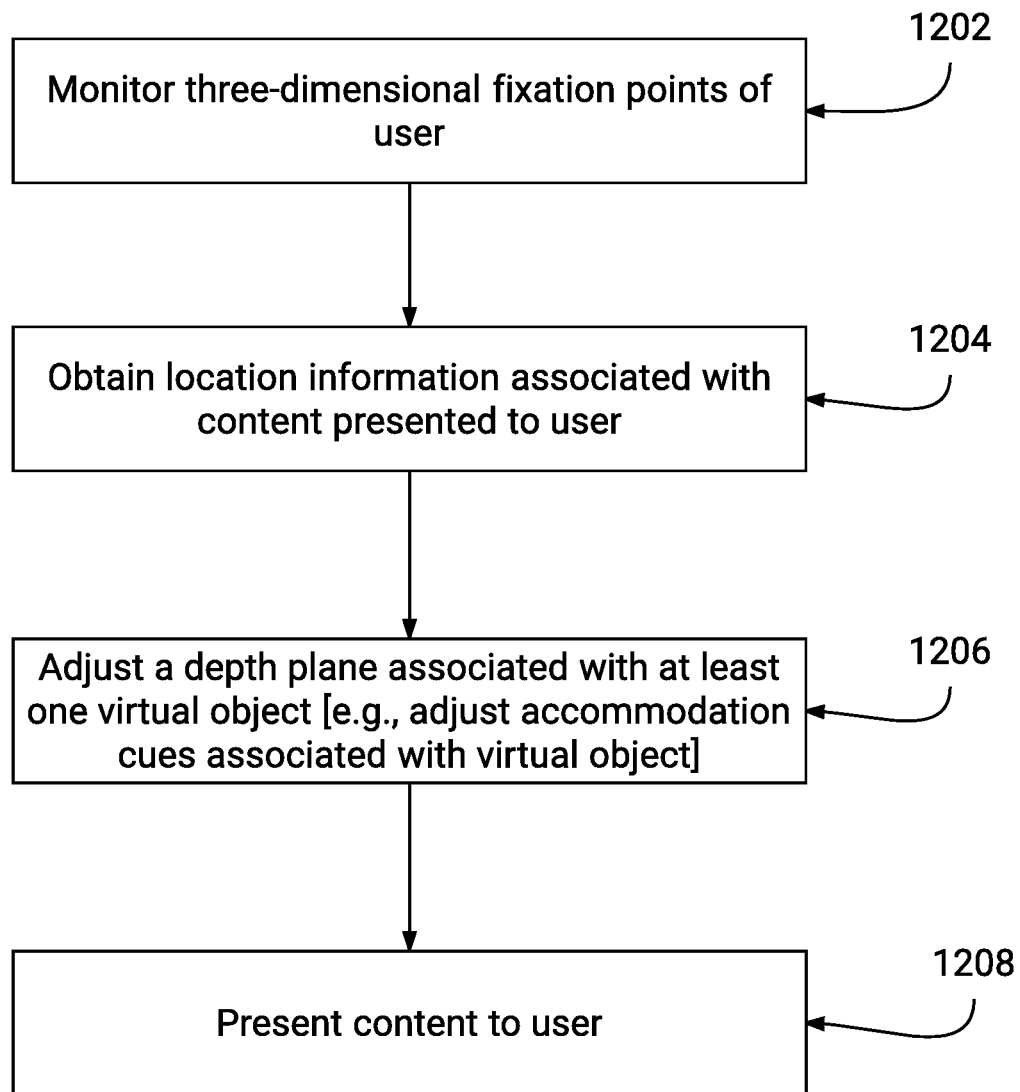 1202
Monitor three-dimensional fixation points of
user
1204
Obtain location information associated with
content presented to user
1206
Adjust a depth plane associated with at least
one virtual object [e.g., adjust accommodation
cues associated with virtual object]
1208
Present content to user